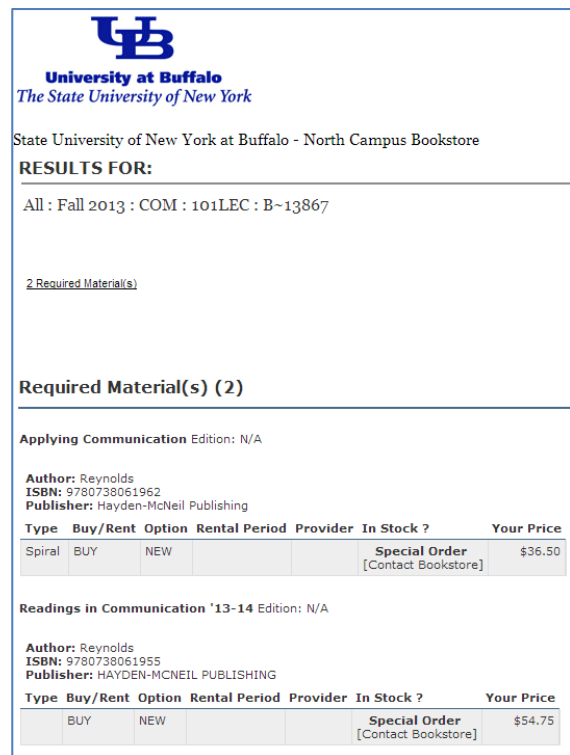 UB
University at Buffalo
The State University of New York
State University of New York at Buffalo - North Campus Bookstore
RESULTS FOR:
All : Fall 2013 : COM : 101LEC : B~13867
2 Required Material(s)
Required Material(s) (2)
Applying Communication Edition: N/A
Author: Reynolds
ISBN: 9780738061962
Publisher: Hayden-McNeil Publishing
Type Buy/Rent Option Rental Period Provider In Stock ? Your Price
Spiral BUY NEW Special Order $36.50
[Contact Bookstore]
Readings in Communication '13-14 Edition: N/A
Author: Reynolds
ISBN: 9780738061955
Publisher: HAYDEN-MCNEIL PUBLISHING
Type Buy/Rent Option Rental Period Provider In Stock ? Your Price
BUY NEW Special Order $54.75
[Contact Bookstore]